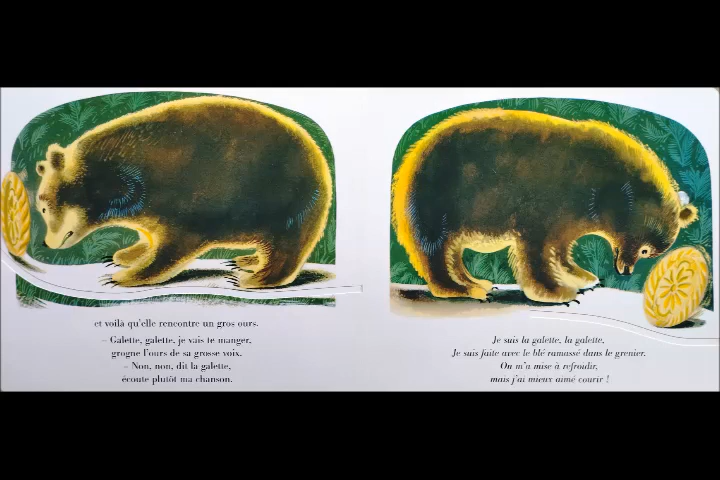 et voilà qu'elle rencontre un gros ours.
– Galette, galette, je vais te manger,
grogne l'ours de sa grosse voix.
– Non, non, dit la galette,
écoute plutôt ma chanson.
Je suis la galette, la galette,
Je suis faite avec le blé ramassé dans le grenier.
On m'a mise à refroidir,
mais j'ai mieux aimé courir !